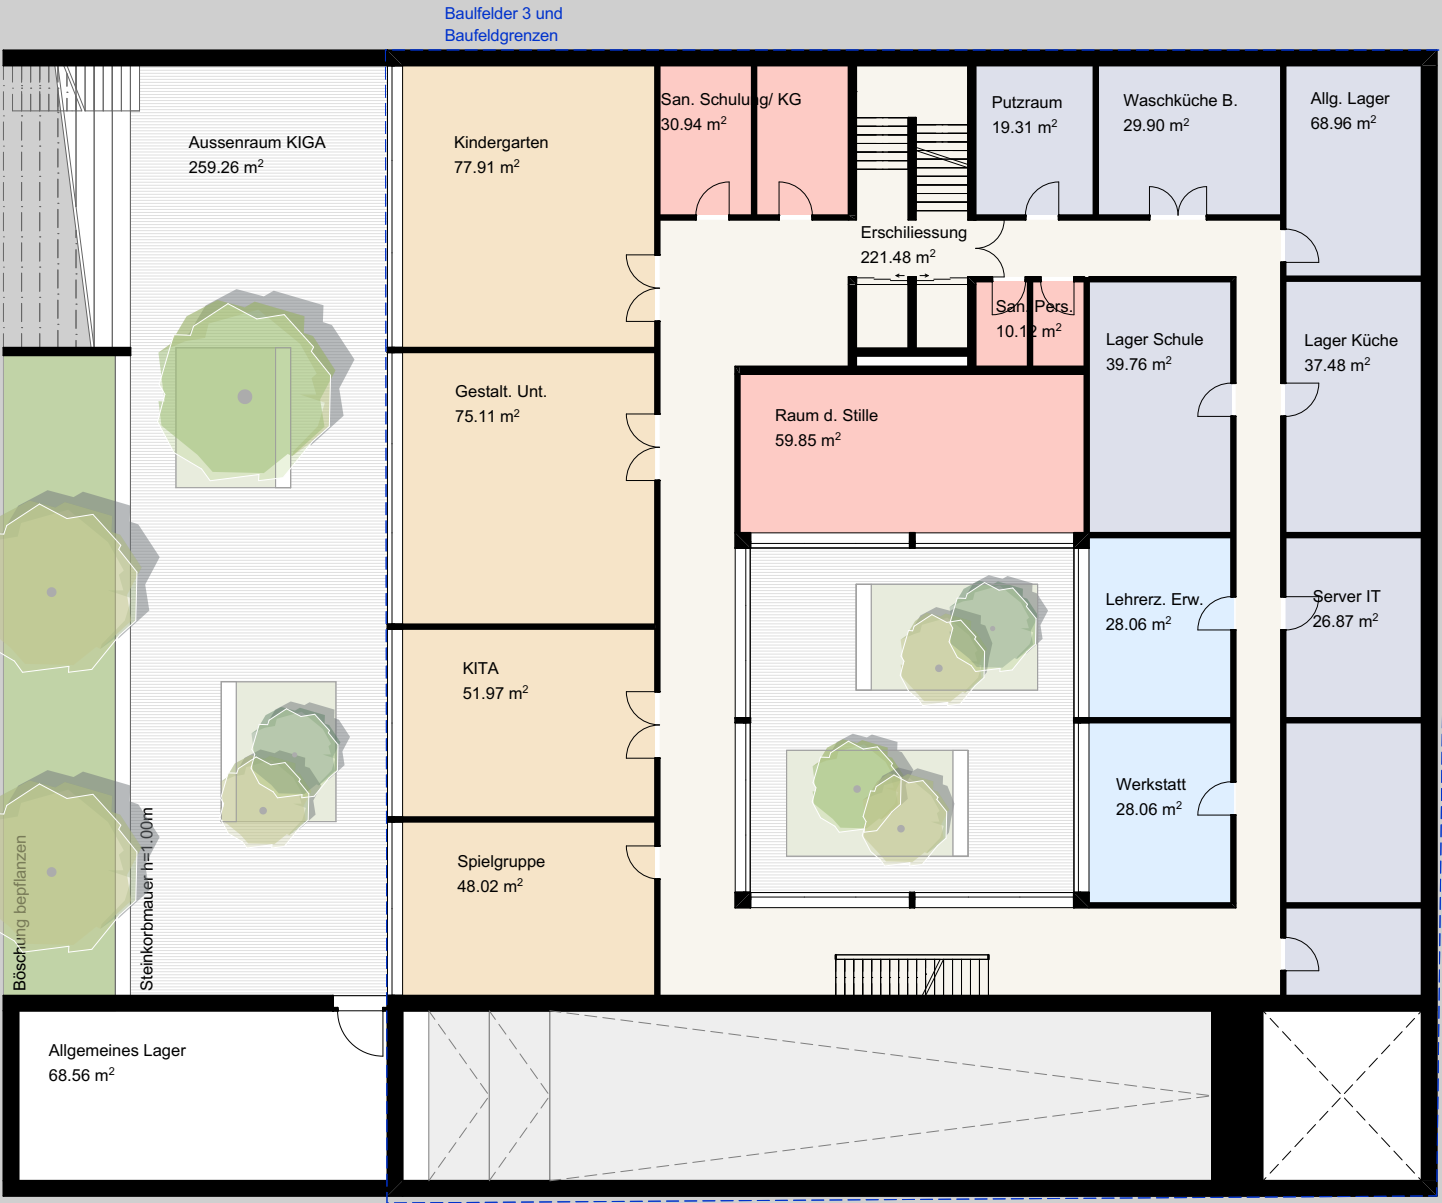 Baulfelder 3 und
Baufeldgrenzen
Aussenraum KIGA
259.26 m²
Kindergarten
77.91 m²
San. Schulung/ KG
30.94 m²
Putzraum
19.31 m²
Waschküche B.
29.90 m²
Allg. Lager
68.96 m²
Erschiliessung
221.48 m²
San. Pers.
10.12 m²
Lager Schule
39.76 m²
Lager Küche
37.48 m²
Gestalt. Unt.
75.11 m²
Raum d. Stille
59.85 m²
Lehrerz. Erw.
28.06 m²
Server IT
26.87 m²
KITA
51.97 m²
Werkstatt
28.06 m²
Spielgruppe
48.02 m²
Böschung bepflanzen
Steinkorbmauer h=1.00m
Allgemeines Lager
68.56 m²